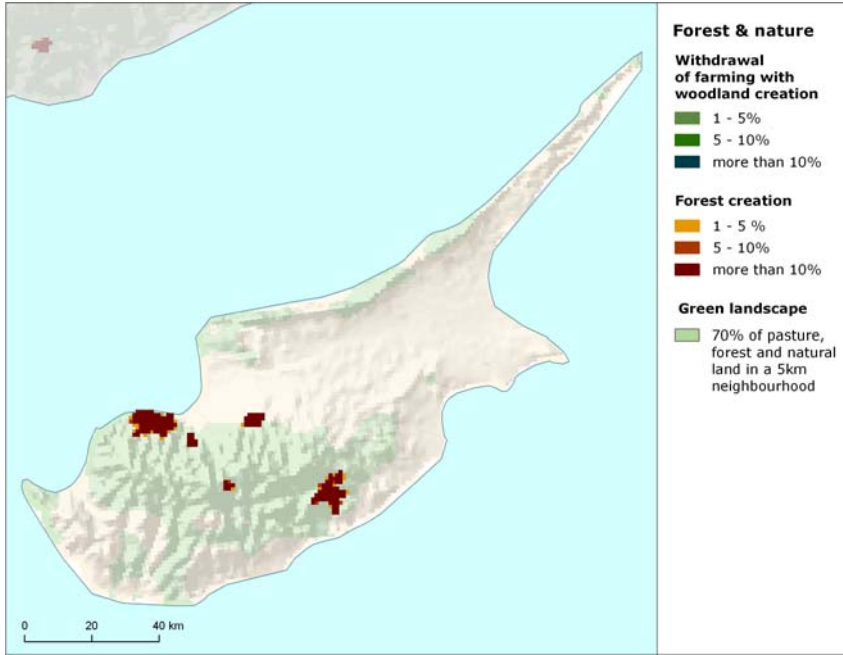 Forest & nature
Withdrawal
of farming with
woodland creation
1 - 5%
5 - 10%
more than 10%
Forest creation
1 - 5 %
5 - 10%
more than 10%
Green landscape
70% of pasture,
forest and natural
land in a 5km
neighbourhood
0 20 40 km